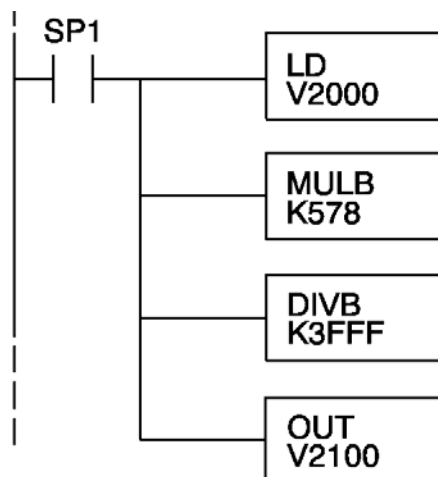 SP1
LD
V2000
MULB
K578
DIVB
K3FFF
OUT
V2100